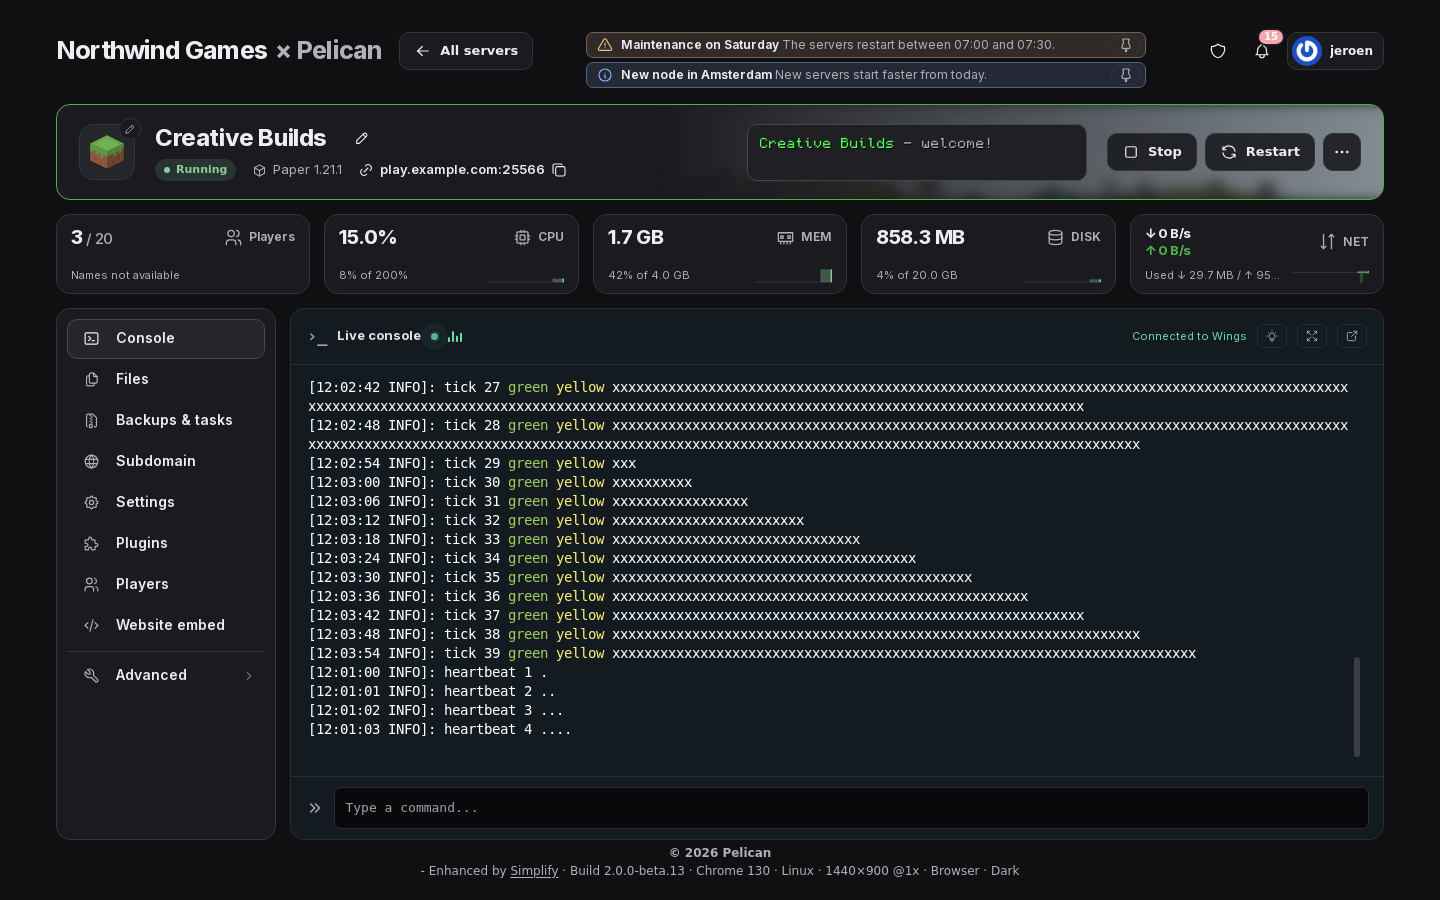 Northwind Games × Pelican
All servers
Maintenance on Saturday The servers restart between 07:00 and 07:30.
New node in Amsterdam New servers start faster from today.
15
jeroen
Creative Builds
Running
Paper 1.21.1
play.example.com:25566
Creative Builds – welcome!
Stop
Restart
3 / 20
Players
Names not available
15.0%
CPU
8% of 200%
1.7 GB
MEM
42% of 4.0 GB
858.3 MB
DISK
4% of 20.0 GB
↓ 0 B/s
↑ 0 B/s
NET
Used ↓ 29.7 MB / ↑ 95...
Console
Files
Backups & tasks
Subdomain
Settings
Plugins
Players
Website embed
Advanced
Live console
Connected to Wings
[12:02:42 INFO]: tick 27 green yellow xxxxxxxxxxxxxxxxxxxxxxxxxxxxxxxxxxxxxxxxxxxxxxxxxxxxxxxxxxxxxxxxxxxxxxxxxxxxxxxxxxxxxxxxxxxx
xxxxxxxxxxxxxxxxxxxxxxxxxxxxxxxxxxxxxxxxxxxxxxxxxxxxxxxxxxxxxxxxxxxxxxxxxxxxxxxxxxxxxxxxxxxxxxxxx
[12:02:48 INFO]: tick 28 green yellow xxxxxxxxxxxxxxxxxxxxxxxxxxxxxxxxxxxxxxxxxxxxxxxxxxxxxxxxxxxxxxxxxxxxxxxxxxxxxxxxxxxxxxxxxxxx
xxxxxxxxxxxxxxxxxxxxxxxxxxxxxxxxxxxxxxxxxxxxxxxxxxxxxxxxxxxxxxxxxxxxxxxxxxxxxxxxxxxxxxxxxxxxxxxxxxxxxxxx
[12:02:54 INFO]: tick 29 green yellow xxx
[12:03:00 INFO]: tick 30 green yellow xxxxxxxxxx
[12:03:06 INFO]: tick 31 green yellow xxxxxxxxxxxxxxxxx
[12:03:12 INFO]: tick 32 green yellow xxxxxxxxxxxxxxxxxxxxxxxx
[12:03:18 INFO]: tick 33 green yellow xxxxxxxxxxxxxxxxxxxxxxxxxxxxxxx
[12:03:24 INFO]: tick 34 green yellow xxxxxxxxxxxxxxxxxxxxxxxxxxxxxxxxxxxxxx
[12:03:30 INFO]: tick 35 green yellow xxxxxxxxxxxxxxxxxxxxxxxxxxxxxxxxxxxxxxxxxxxxx
[12:03:36 INFO]: tick 36 green yellow xxxxxxxxxxxxxxxxxxxxxxxxxxxxxxxxxxxxxxxxxxxxxxxxxxxx
[12:03:42 INFO]: tick 37 green yellow xxxxxxxxxxxxxxxxxxxxxxxxxxxxxxxxxxxxxxxxxxxxxxxxxxxxxxxxxxx
[12:03:48 INFO]: tick 38 green yellow xxxxxxxxxxxxxxxxxxxxxxxxxxxxxxxxxxxxxxxxxxxxxxxxxxxxxxxxxxxxxxxxxx
[12:03:54 INFO]: tick 39 green yellow xxxxxxxxxxxxxxxxxxxxxxxxxxxxxxxxxxxxxxxxxxxxxxxxxxxxxxxxxxxxxxxxxxxxxxxxx
[12:01:00 INFO]: heartbeat 1 .
[12:01:01 INFO]: heartbeat 2 ..
[12:01:02 INFO]: heartbeat 3 ...
[12:01:03 INFO]: heartbeat 4 ....
Type a command...
© 2026 Pelican
- Enhanced by Simplify · Build 2.0.0-beta.13 · Chrome 130 · Linux · 1440×900 @1x · Browser · Dark